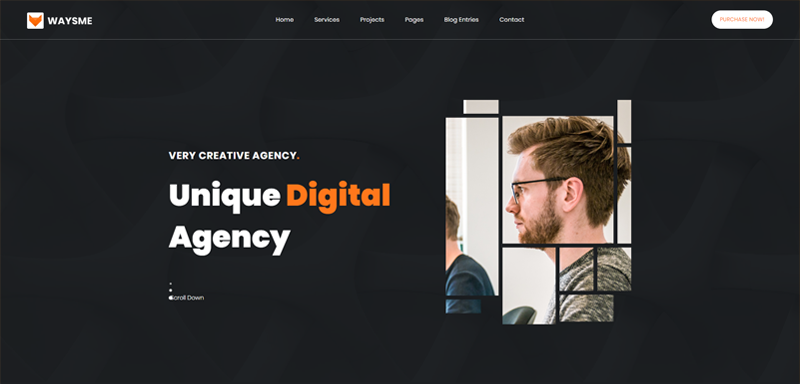 WAYSME
Home Services Projects Pages Blog Entries Contact
PURCHASE NOW!
VERY CREATIVE AGENCY.
Unique Digital
Agency
Scroll Down